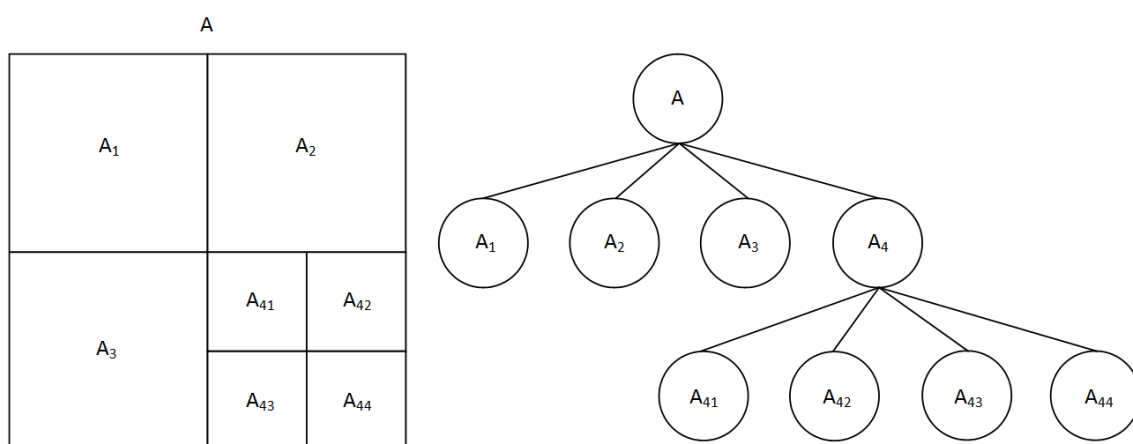 A
A₁ A₂
A₃ A₄₁ A₄₂
A₄₃ A₄₄
A
A₁ A₂ A₃ A₄
A₄₁ A₄₂ A₄₃ A₄₄